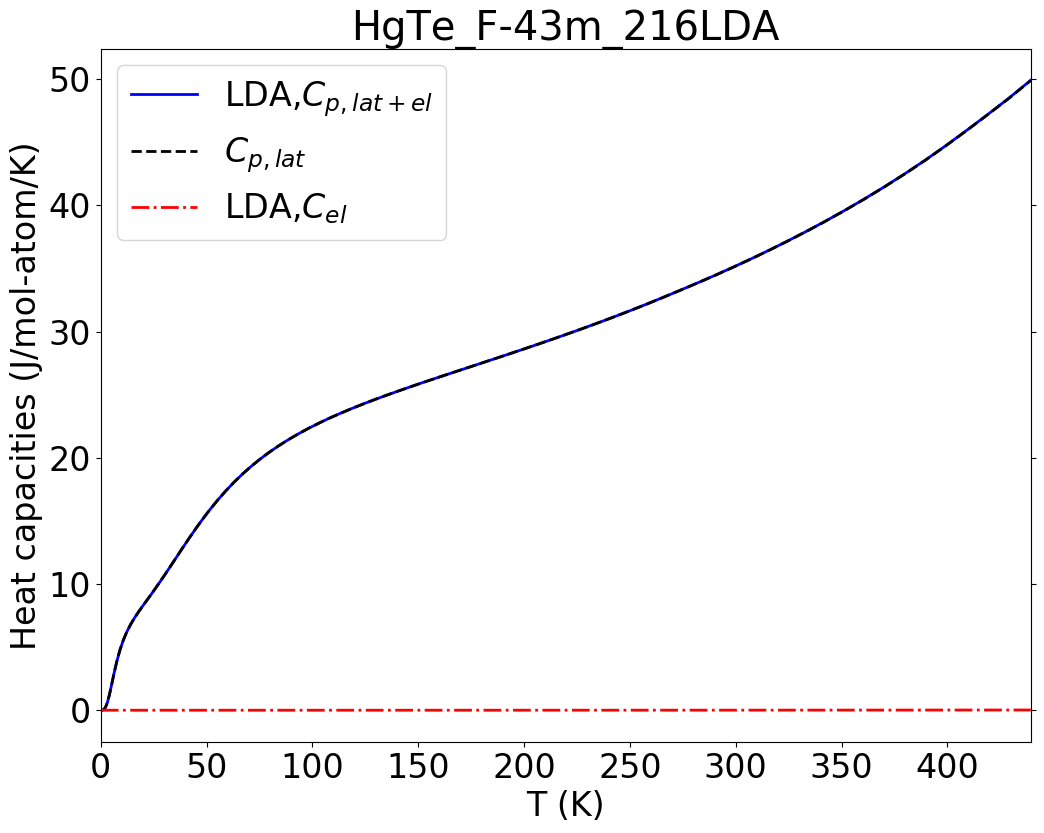 HgTe_F-43m_216LDA
Heat capacities (J/mol-atom/K)
50
40
30
20
10
0
LDA,C_{p, lat+el}
C_{p, lat}
LDA,C_{el}
0 50 100 150 200 250 300 350 400
T (K)